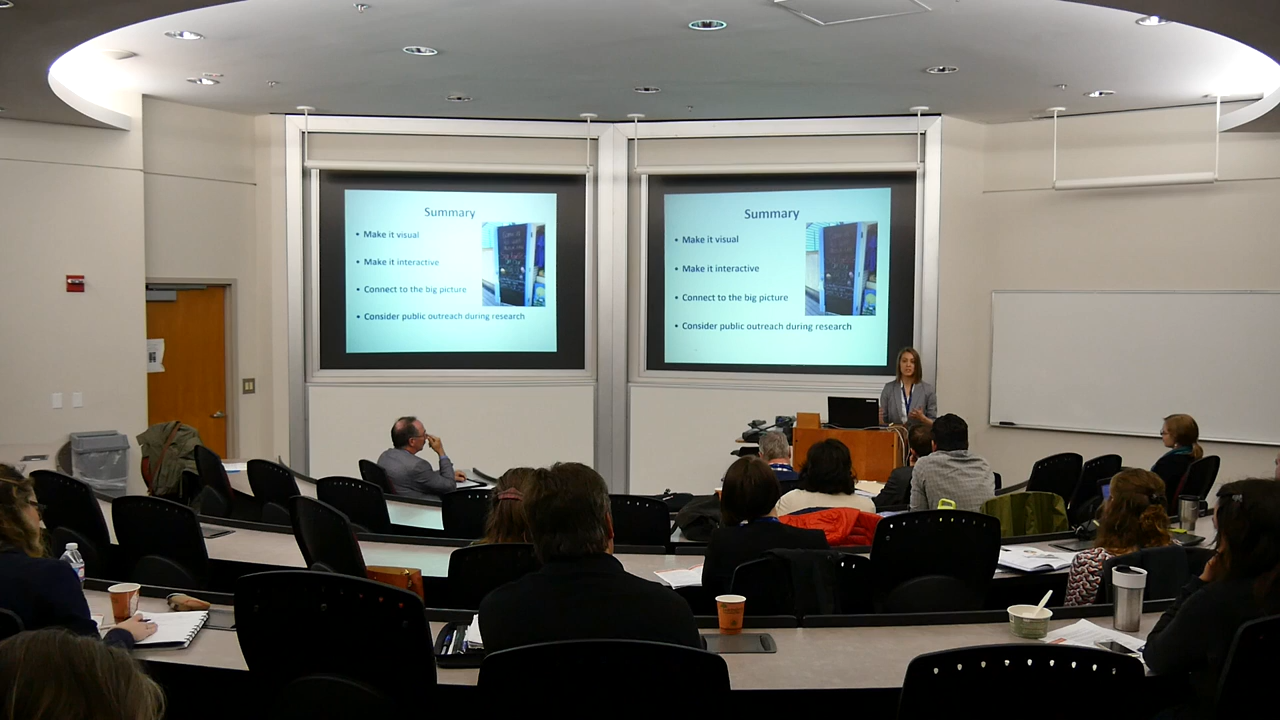 Summary
• Make it visual
• Make it interactive
• Connect to the big picture
• Consider public outreach during research
Summary
• Make it visual
• Make it interactive
• Connect to the big picture
• Consider public outreach during research